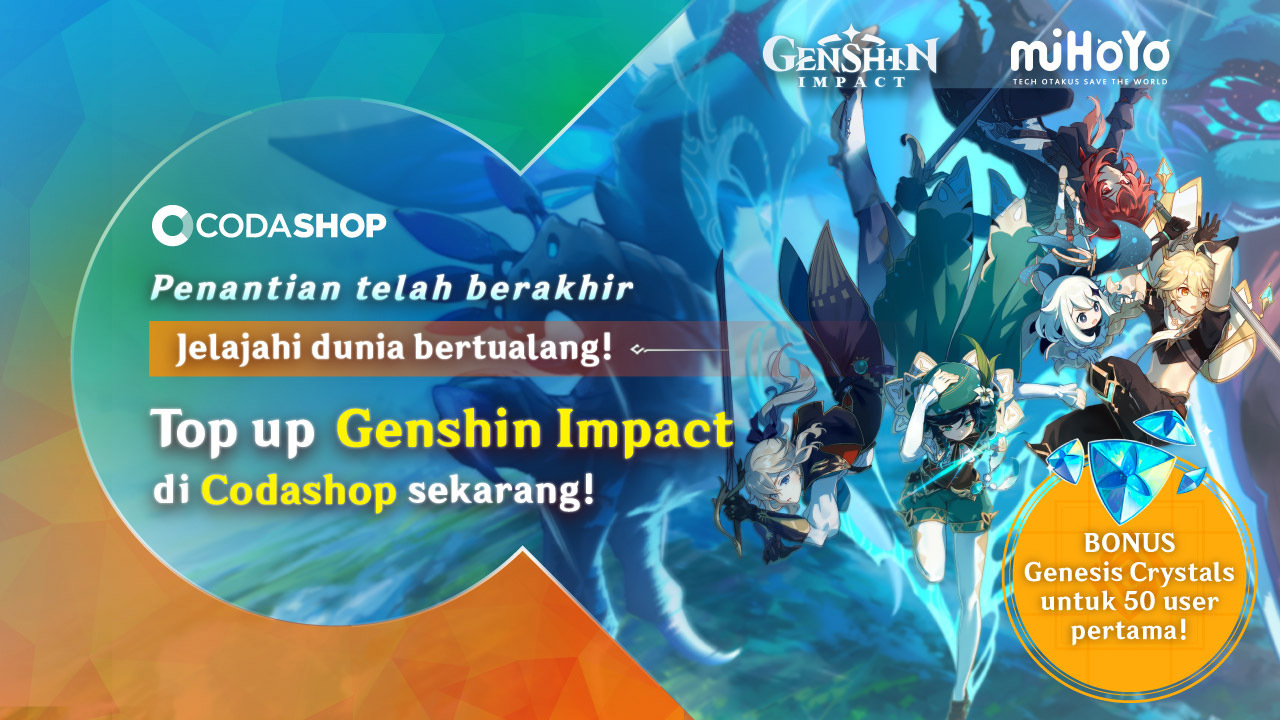 GENSHIN
IMPACT
miHoYo
TECH OTAKUS SAVE THE WORLD
CODASHOP
Penantian telah berakhir
Jelajahi dunia bertualang!
Top up Genshin Impact
di Codashop sekarang!
BONUS
Genesis Crystals
untuk 50 user
pertama!